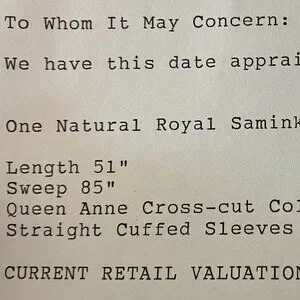 To Whom It May Concern:
We have this date apprai
One Natural Royal Samink
Length 51"
Sweep 85"
Queen Anne Cross-cut Col
Straight Cuffed Sleeves
CURRENT RETAIL VALUATION